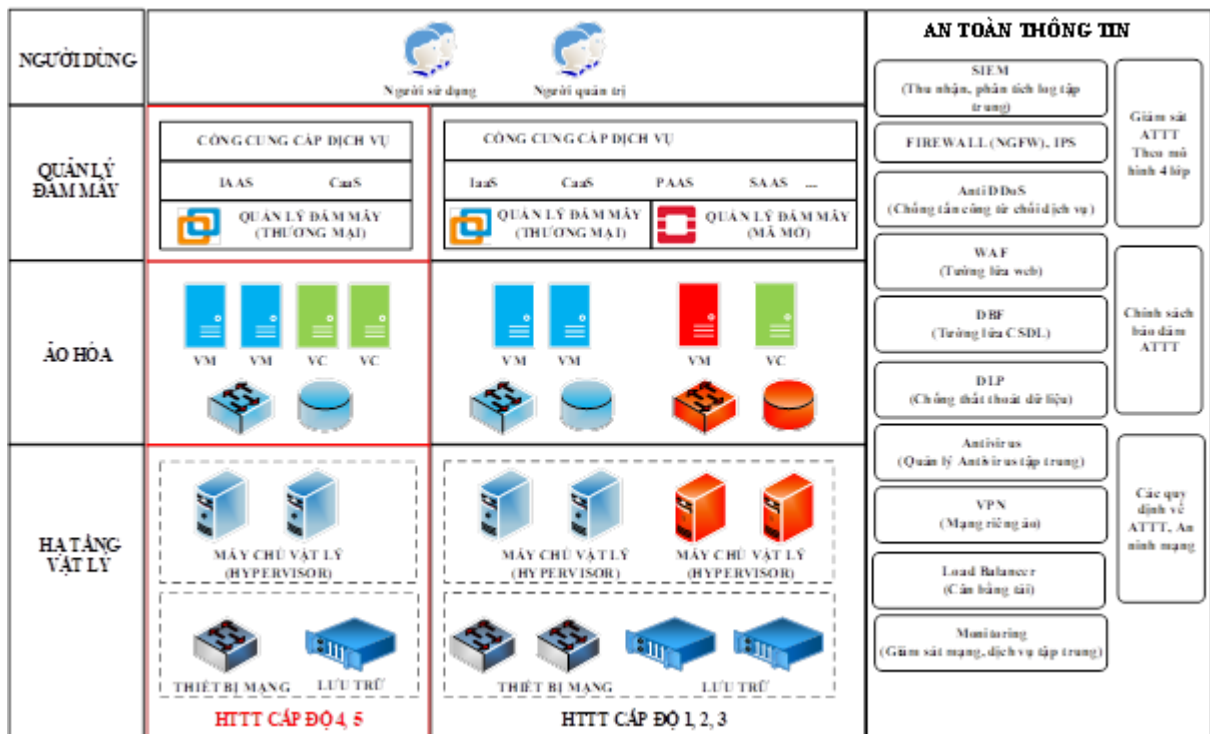 NGƯỜI DÙNG
Người sử dụng
Người quản trị
QUẢN LÝ
ĐÁM MÂY
CỔNG CUNG CẤP DỊCH VỤ
IAAS
CaaS
QUẢN LÝ ĐÁM MÂY
(THƯƠNG MẠI)
CỔNG CUNG CẤP DỊCH VỤ
IaaS
CaaS
PAAS
SAAS ...
QUẢN LÝ ĐÁM MÂY
(THƯƠNG MẠI)
QUẢN LÝ ĐÁM MÂY
(MÃ MỞ)
ẢO HÓA
VM
VM
VC
VC
VM
VM
VM
VC
HẠ TẦNG
VẬT LÝ
MÁY CHỦ VẬT LÝ
(HYPERVISOR)
MÁY CHỦ VẬT LÝ
(HYPERVISOR)
MÁY CHỦ VẬT LÝ
(HYPERVISOR)
THIẾT BỊ MẠNG
LƯU TRỮ
THIẾT BỊ MẠNG
LƯU TRỮ
HTTT CẤP ĐỘ 4, 5
HTTT CẤP ĐỘ 1, 2, 3
AN TOÀN THÔNG TIN
SIEM
(Thu nhận, phân tích log tập
trung)
FIREWALL (NGFW), IPS
Anti DDoS
(Chống tấn công từ chối dịch vụ)
WAF
(Tường lửa web)
DBF
(Tường lửa CSDL)
DLP
(Chống thất thoát dữ liệu)
Antivirus
(Quản lý Antivirus tập trung)
VPN
(Mạng riêng ảo)
Load Balancer
(Cân bằng tải)
Monitoring
(Giám sát mạng, dịch vụ tập trung)
Giám sát
ATTT
Theo mô
hình 4 lớp
Chính sách
bảo đảm
ATTT
Các quy
định về
ATTT, An
ninh mạng